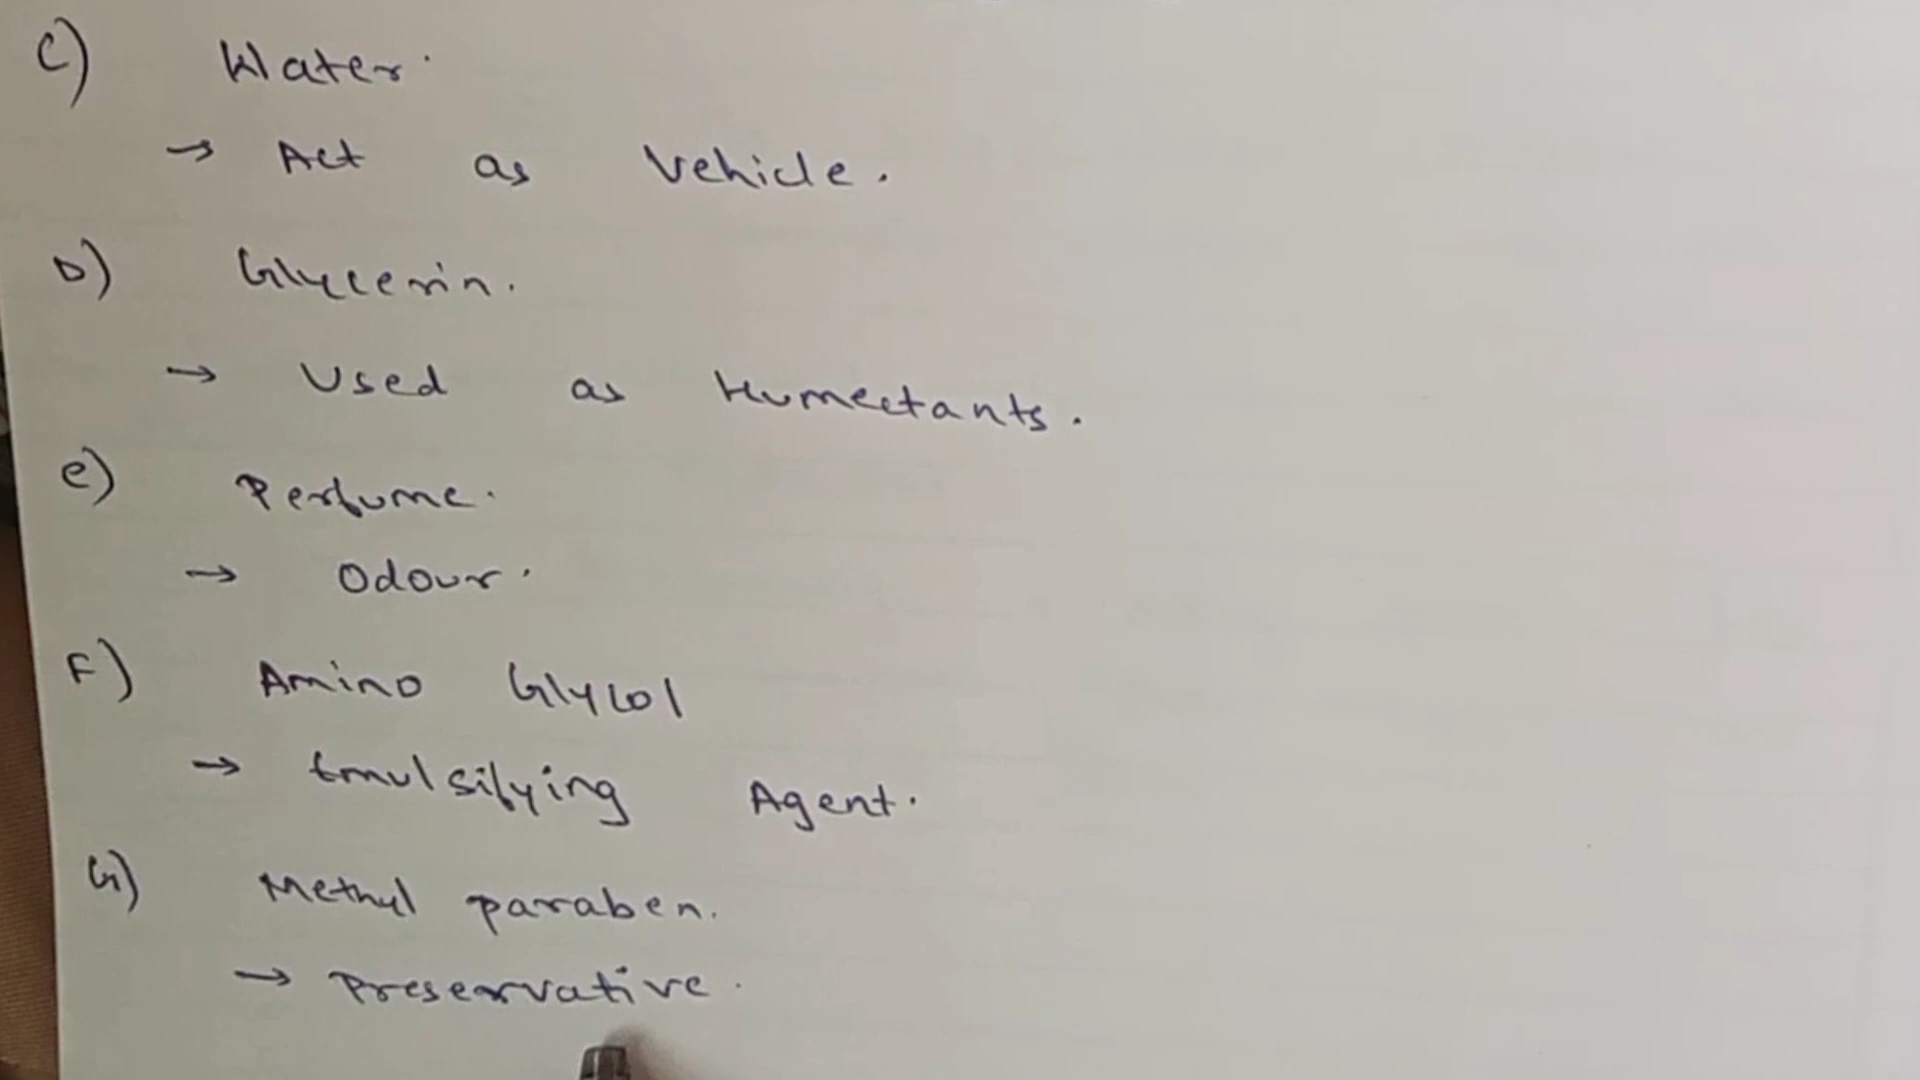 C) Water.
→ Act as Vehicle.
D) Glycerin.
→ Used as Humectants.
e) Perfume.
→ Odour.
F) Amino Glycol
→ Emulsifying Agent.
G) Methyl paraben.
→ Preservative.